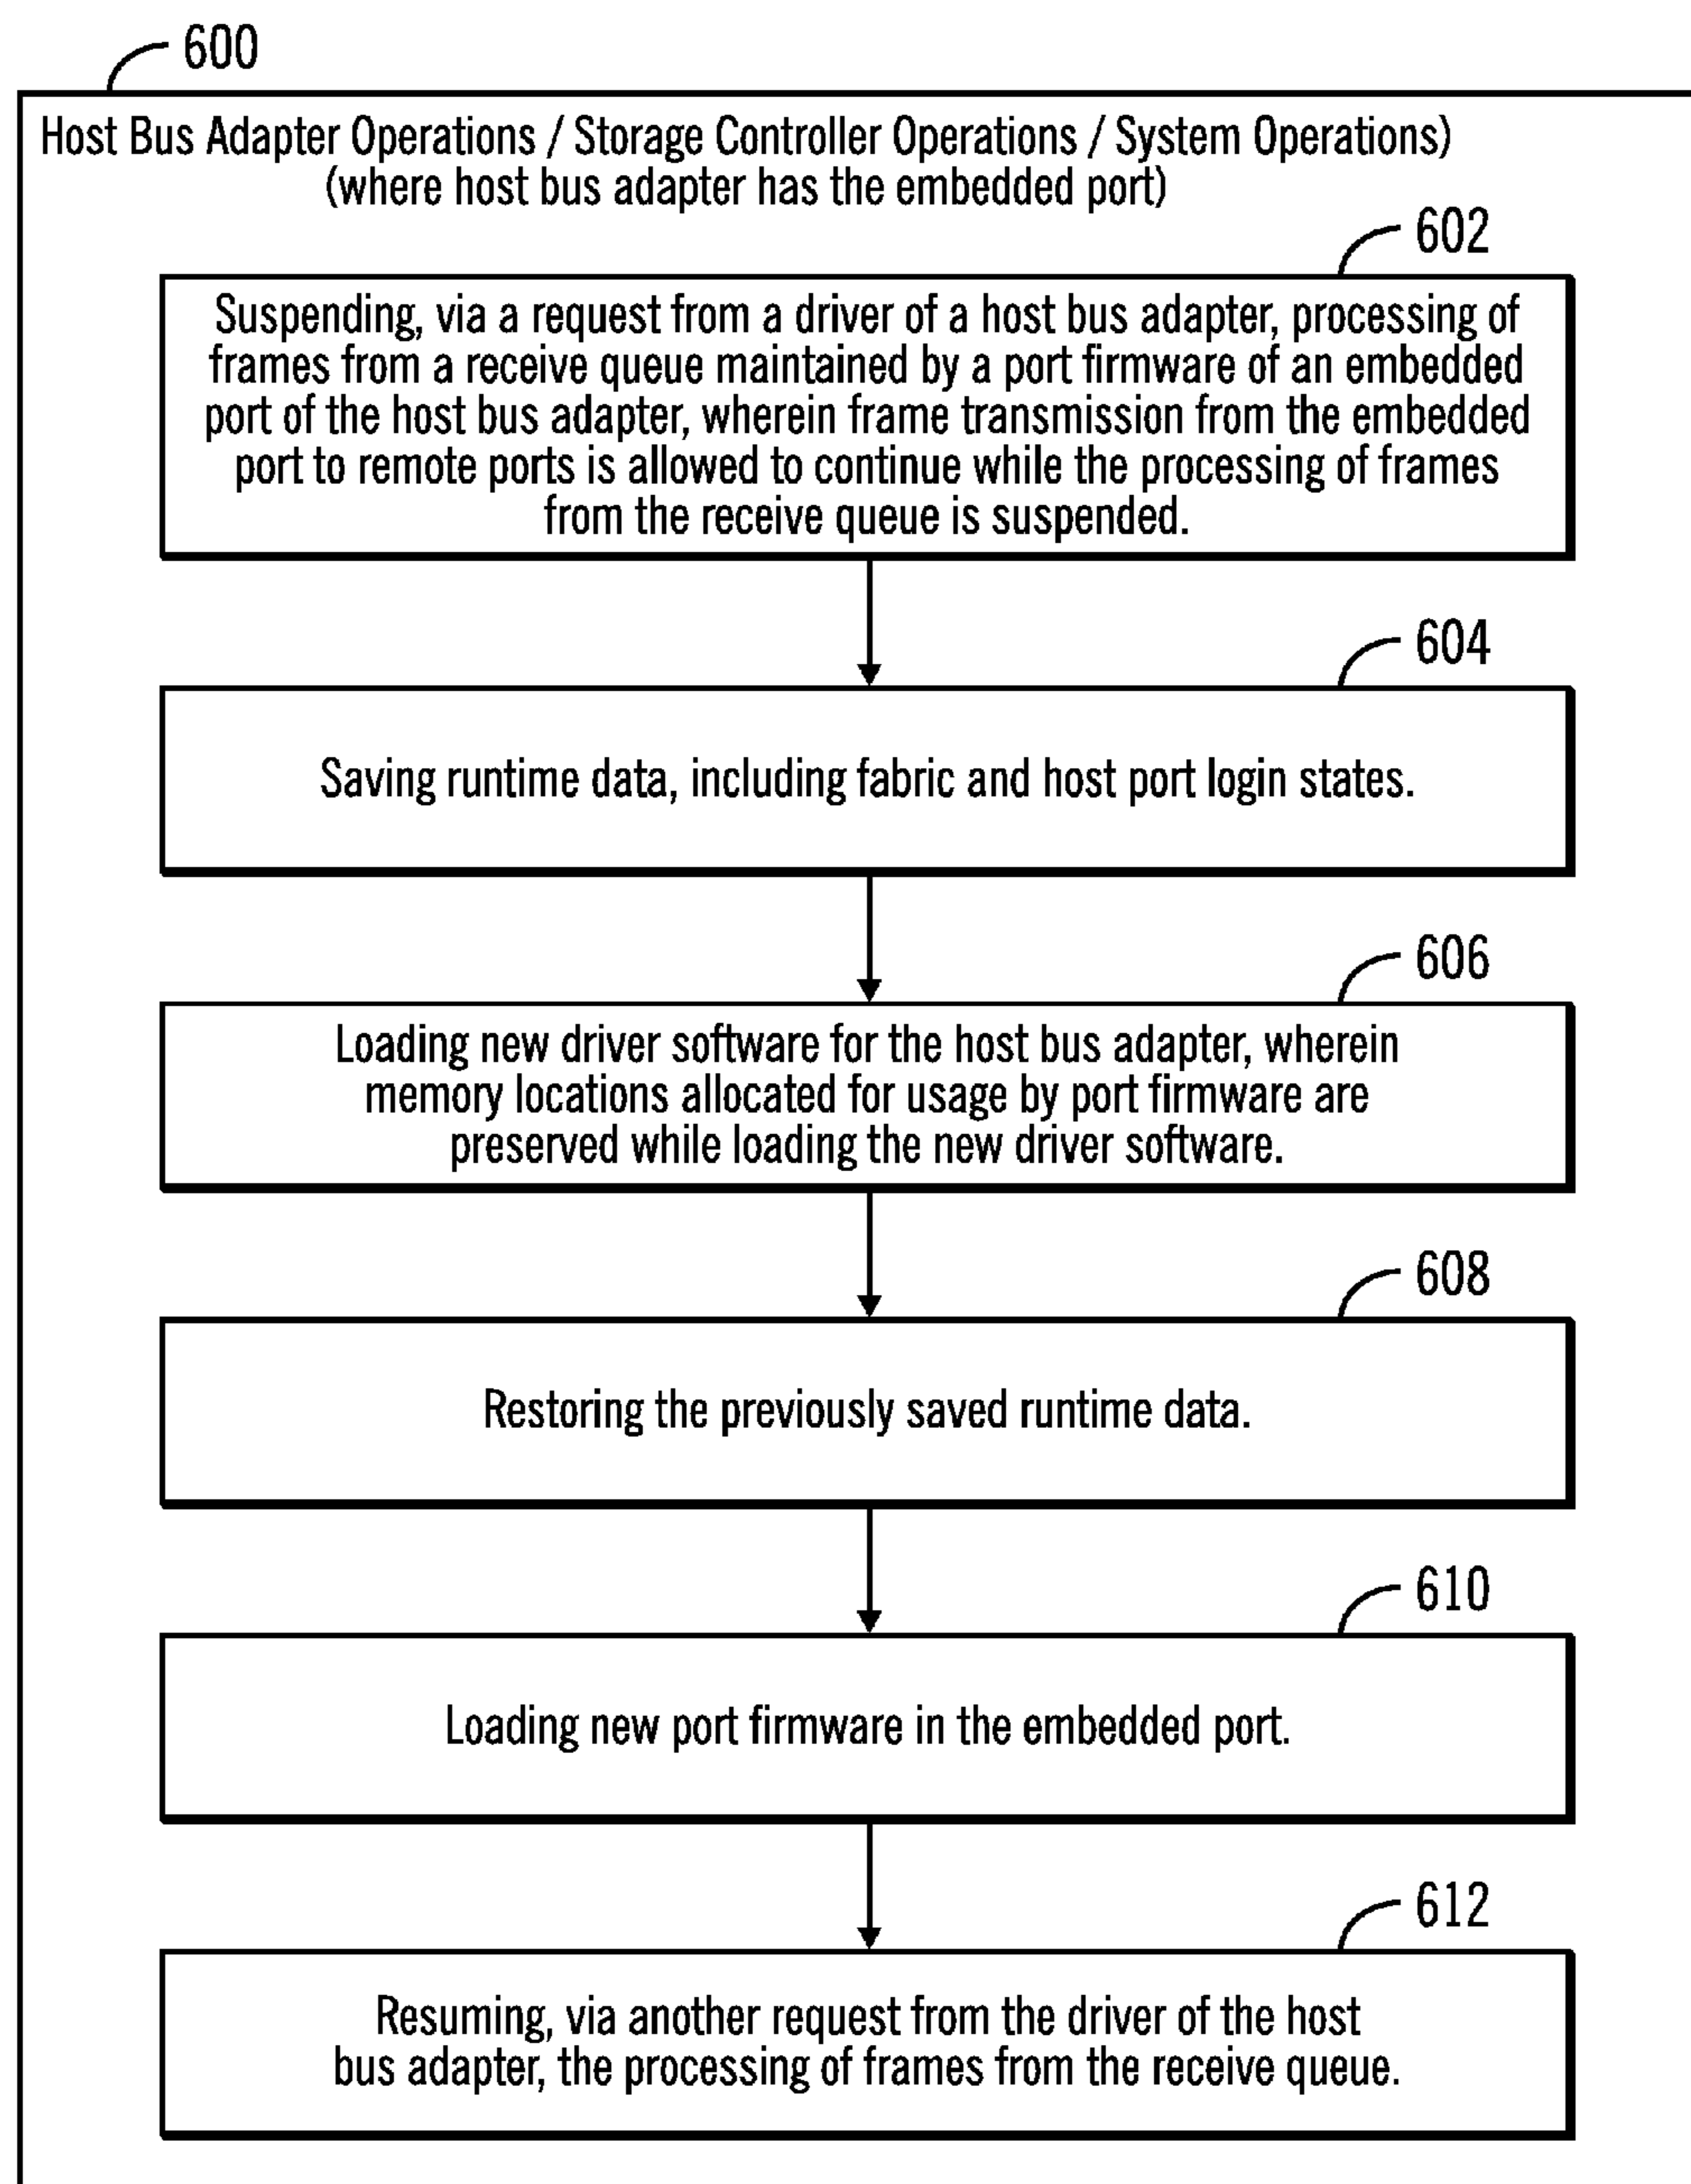 600
Host Bus Adapter Operations / Storage Controller Operations / System Operations)
(where host bus adapter has the embedded port)
602
Suspending, via a request from a driver of a host bus adapter, processing of
frames from a receive queue maintained by a port firmware of an embedded
port of the host bus adapter, wherein frame transmission from the embedded
port to remote ports is allowed to continue while the processing of frames
from the receive queue is suspended.
604
Saving runtime data, including fabric and host port login states.
606
Loading new driver software for the host bus adapter, wherein
memory locations allocated for usage by port firmware are
preserved while loading the new driver software.
608
Restoring the previously saved runtime data.
610
Loading new port firmware in the embedded port.
612
Resuming, via another request from the driver of the host
bus adapter, the processing of frames from the receive queue.